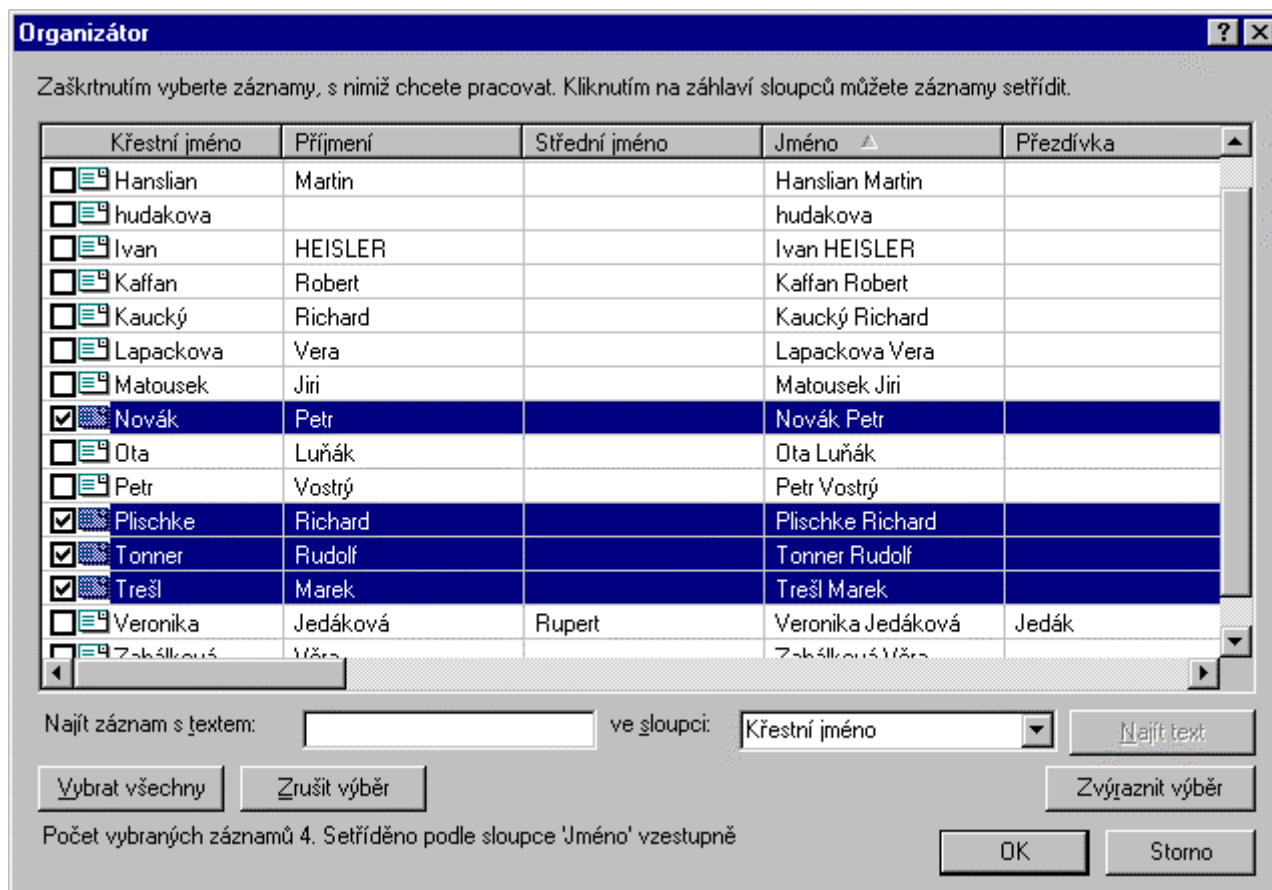 Organizátor
Zaškrtnutím vyberte záznamy, s nimiž chcete pracovat. Kliknutím na záhlaví sloupců můžete záznamy setřídit.
Křestní jméno Příjmení Střední jméno Jméno Přezdívka
Hanslian Martin Hanslian Martin
hudakova hudakova
Ivan HEISLER Ivan HEISLER
Kaffan Robert Kaffan Robert
Kaucký Richard Kaucký Richard
Lapackova Vera Lapackova Vera
Matousek Jiri Matousek Jiri
Novák Petr Novák Petr
Ota Luňák Ota Luňák
Petr Vostrý Petr Vostrý
Plischke Richard Plischke Richard
Tonner Rudolf Tonner Rudolf
Trešl Marek Trešl Marek
Veronika Jedáková Rupert Veronika Jedáková Jedák
Věra Věra
Najít záznam s textem: ve sloupci: Křestní jméno Najít text
Vybrat všechny Zrušit výběr Zvýraznit výběr
Počet vybraných záznamů 4. Setříděno podle sloupce 'Jméno' vzestupně
OK Storno